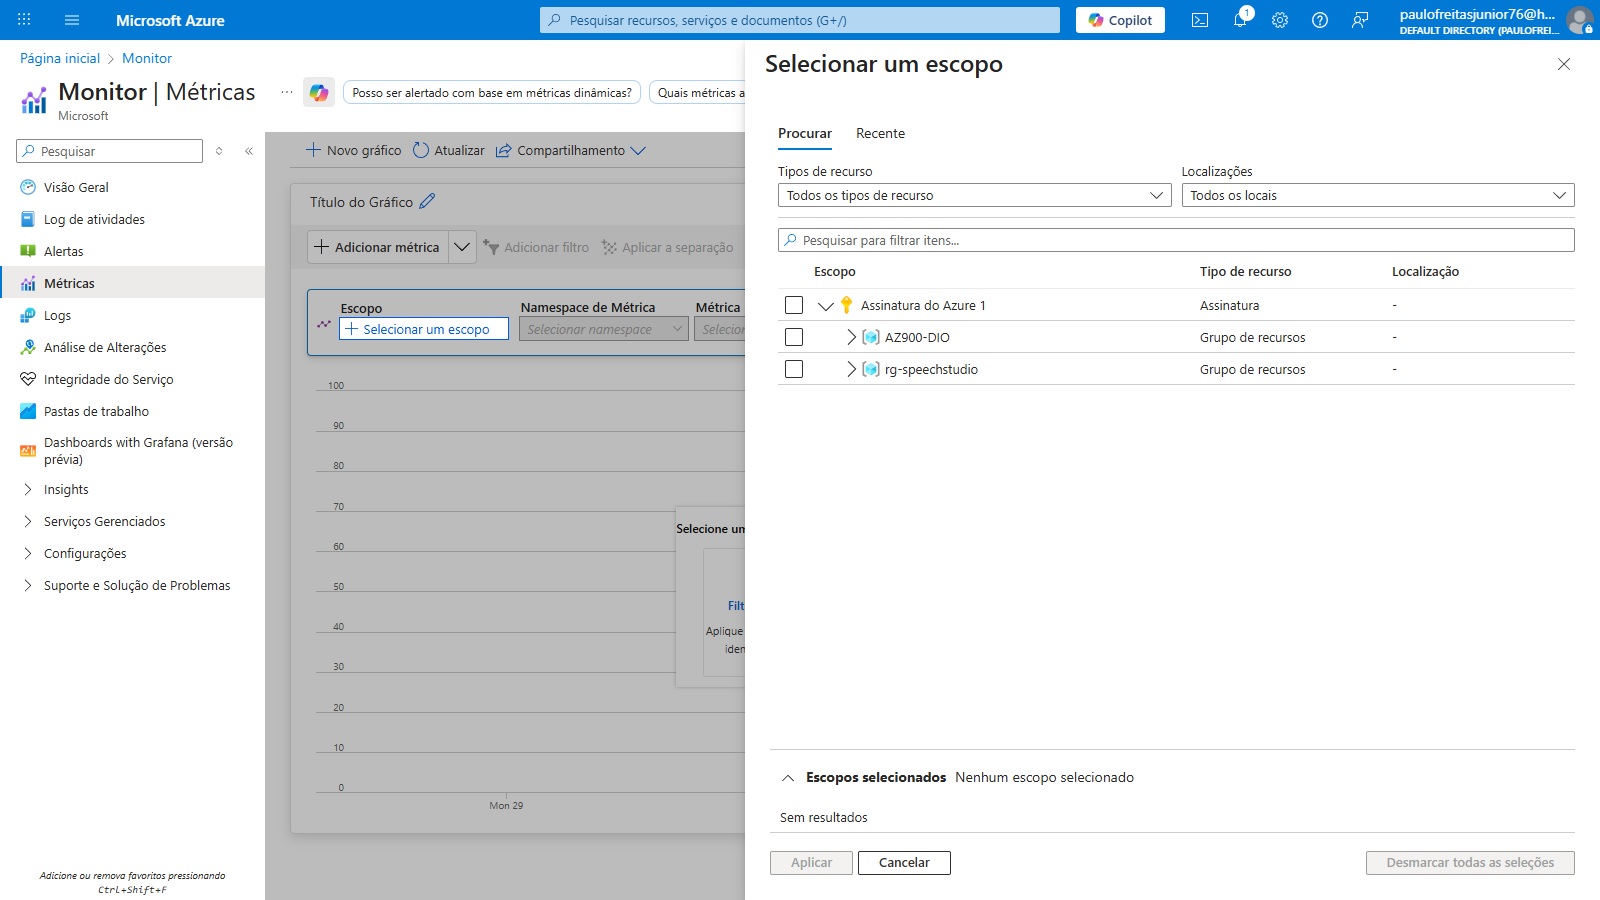 Microsoft Azure
Pesquisar recursos, serviços e documentos (G+/)
Copilot
1
paulofreitasjunior76@h...
DEFAULT DIRECTORY (PAULOFREI...
Página inicial > Monitor
Monitor | Métricas
Microsoft
Posso ser alertado com base em métricas dinâmicas?
Quais métricas a
Pesquisar
Visão Geral
Log de atividades
Alertas
Métricas
Logs
Análise de Alterações
Integridade do Serviço
Pastas de trabalho
Dashboards with Grafana (versão
prévia)
Insights
Serviços Gerenciados
Configurações
Suporte e Solução de Problemas
Adicione ou remova favoritos pressionando
Ctrl+Shift+F
Novo gráfico
Atualizar
Compartilhamento
Título do Gráfico
Adicionar métrica
Adicionar filtro
Aplicar a separação
Escopo
Namespace de Métrica
Métrica
Selecionar um escopo
Selecionar namespace
Selecion
100
90
80
70
60
50
40
30
20
10
0
Mon 29
Selecione um
Filt
Aplique
iden
Selecionar um escopo
Procurar
Recente
Tipos de recurso
Localizações
Todos os tipos de recurso
Todos os locais
Pesquisar para filtrar itens...
Escopo
Tipo de recurso
Localização
Assinatura do Azure 1
Assinatura
-
AZ900-DIO
Grupo de recursos
-
rg-speechstudio
Grupo de recursos
-
Escopos selecionados
Nenhum escopo selecionado
Sem resultados
Aplicar
Cancelar
Desmarcar todas as seleções